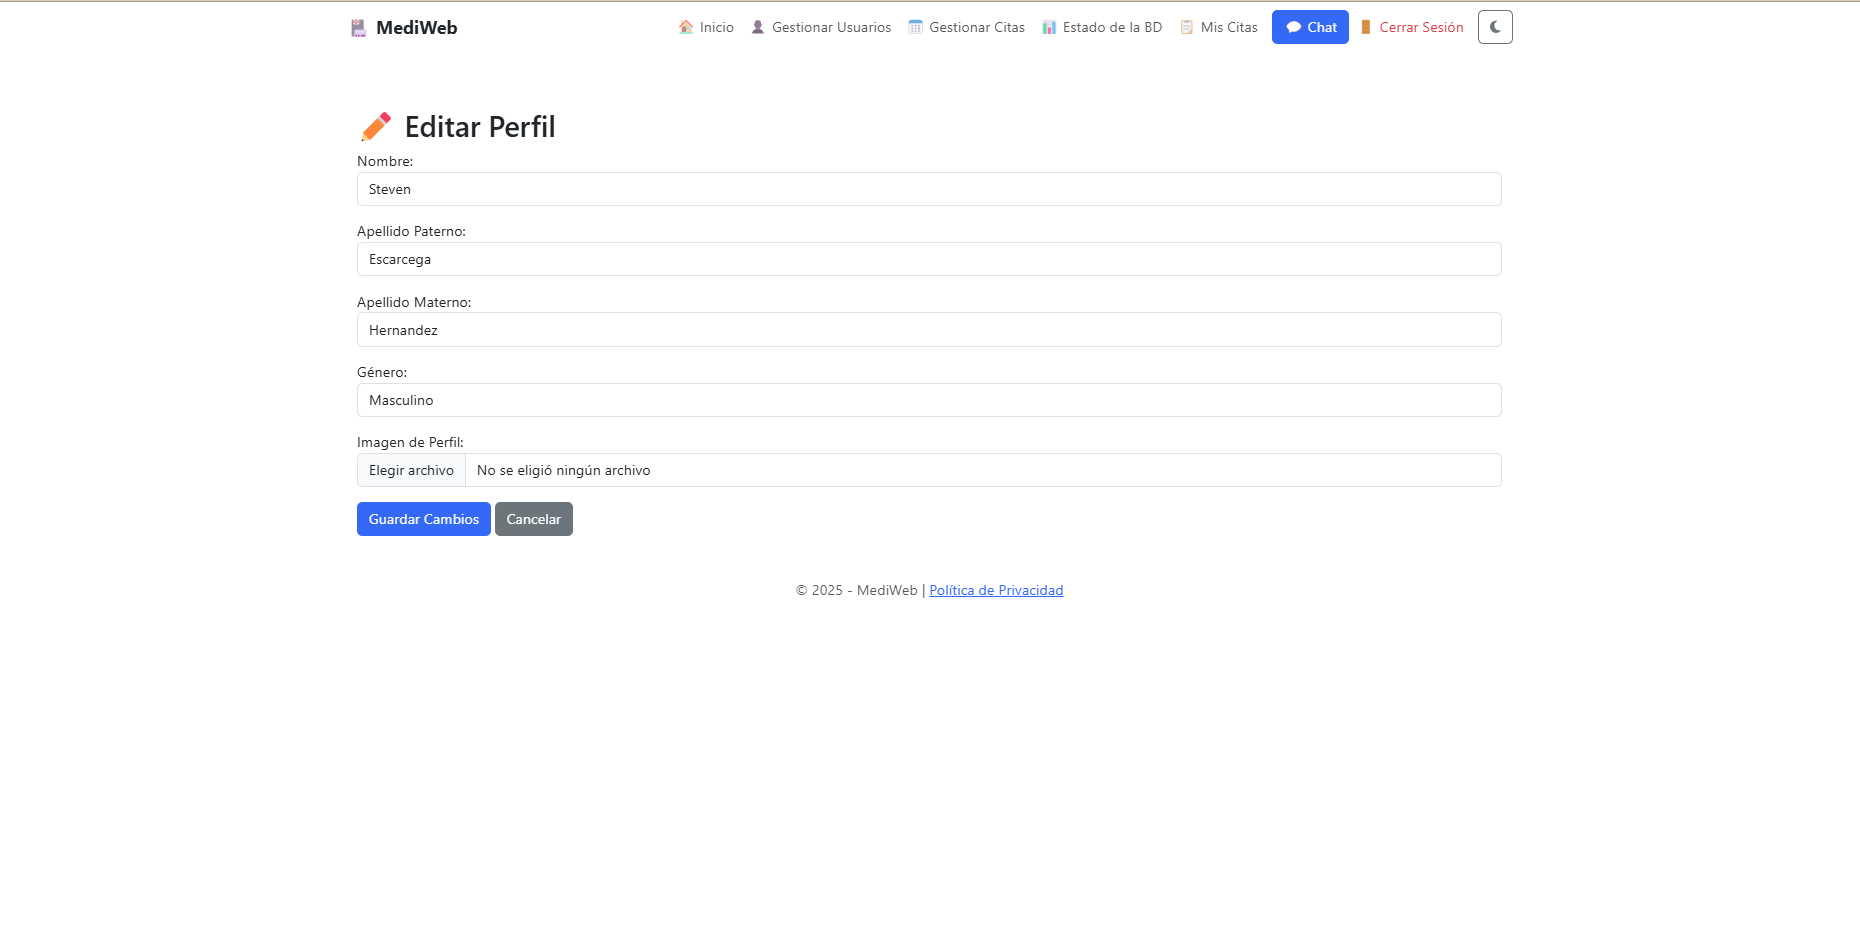 MediWeb Inicio Gestionar Usuarios Gestionar Citas Estado de la BD Mis Citas Chat Cerrar Sesión
Editar Perfil
Nombre:
Steven
Apellido Paterno:
Escarcega
Apellido Materno:
Hernandez
Género:
Masculino
Imagen de Perfil:
Elegir archivo No se eligió ningún archivo
Guardar Cambios Cancelar
© 2025 - MediWeb | Política de Privacidad